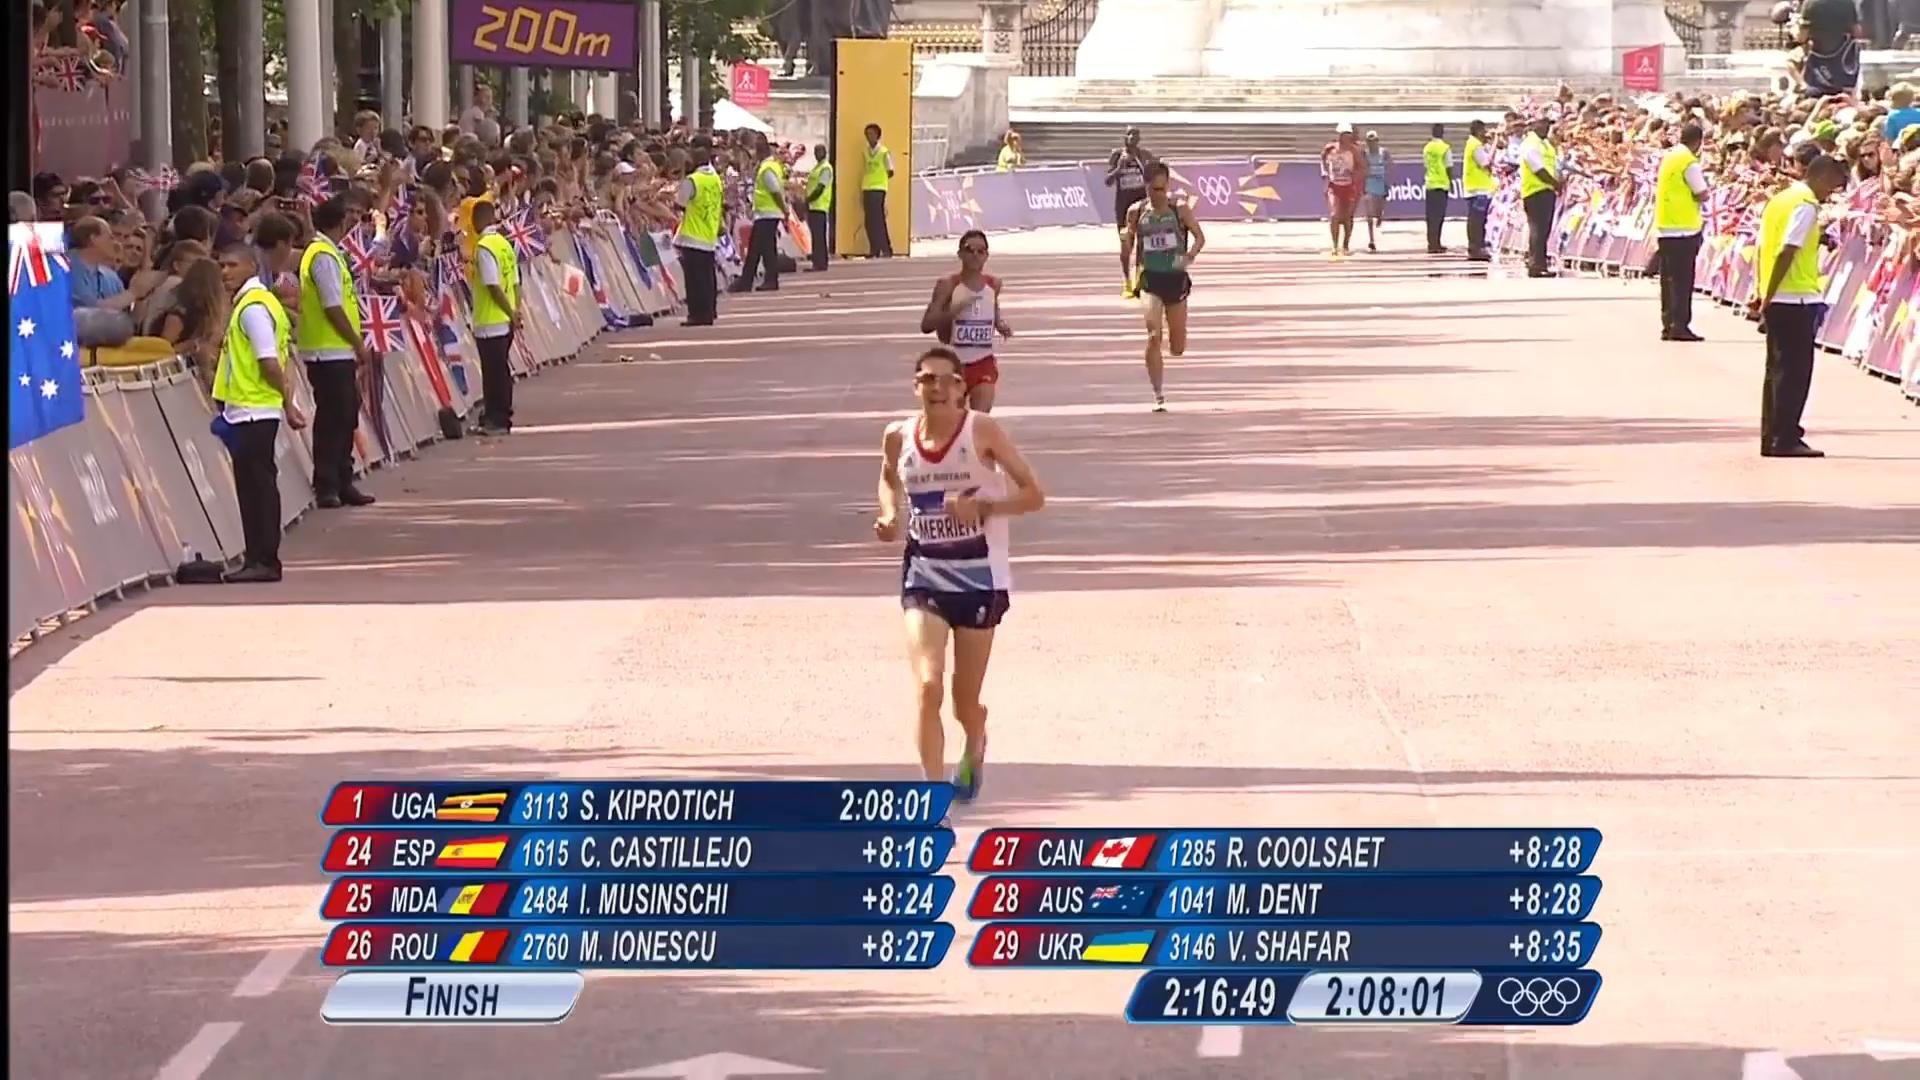 200m
London 2012
London
LEE
CACERES
GREAT BRITAIN
MERRIEN
1 UGA 3113 S. KIPROTICH 2:08:01
24 ESP 1615 C. CASTILLEJO +8:16
25 MDA 2484 I. MUSINSCHI +8:24
26 ROU 2760 M. IONESCU +8:27
27 CAN 1285 R. COOLSAET +8:28
28 AUS 1041 M. DENT +8:28
29 UKR 3146 V. SHAFAR +8:35
FINISH
2:16:49 2:08:01